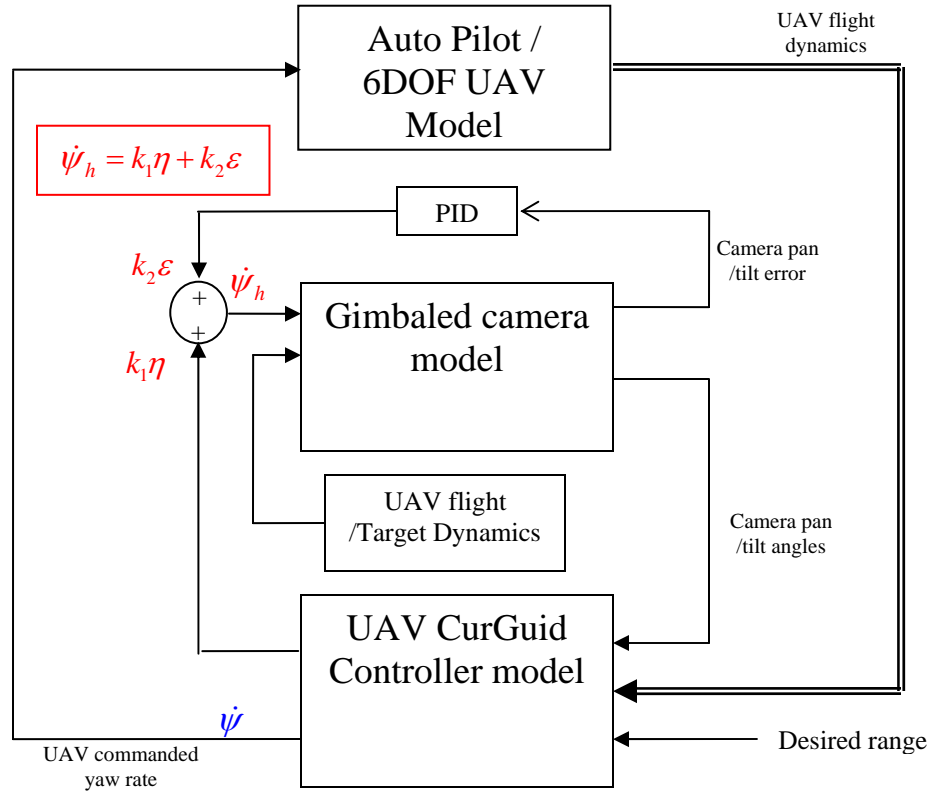 UAV flight
dynamics
Auto Pilot /
6DOF UAV
Model
ψ̇_h = k₁η + k₂ε
PID
Camera pan
/tilt error
k₂ε
ψ̇_h
+
+
k₁η
Gimbaled camera
model
UAV flight
/Target Dynamics
Camera pan
/tilt angles
UAV CurGuid
Controller model
ψ̇
UAV commanded
yaw rate
Desired range